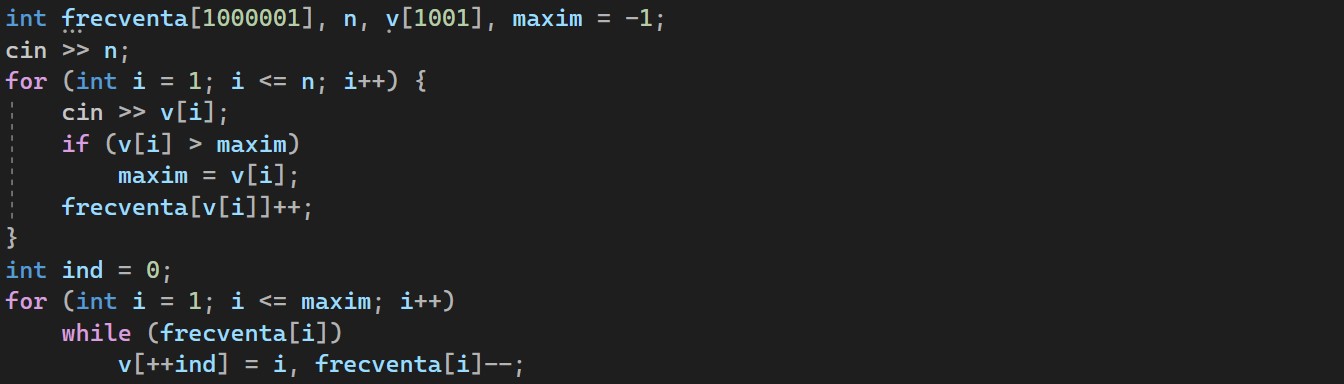 int frecventa[1000001], n, v[1001], maxim = -1;
cin >> n;
for (int i = 1; i <= n; i++) {
    cin >> v[i];
    if (v[i] > maxim)
        maxim = v[i];
    frecventa[v[i]]++;
}
int ind = 0;
for (int i = 1; i <= maxim; i++)
    while (frecventa[i])
        v[++ind] = i, frecventa[i]--;